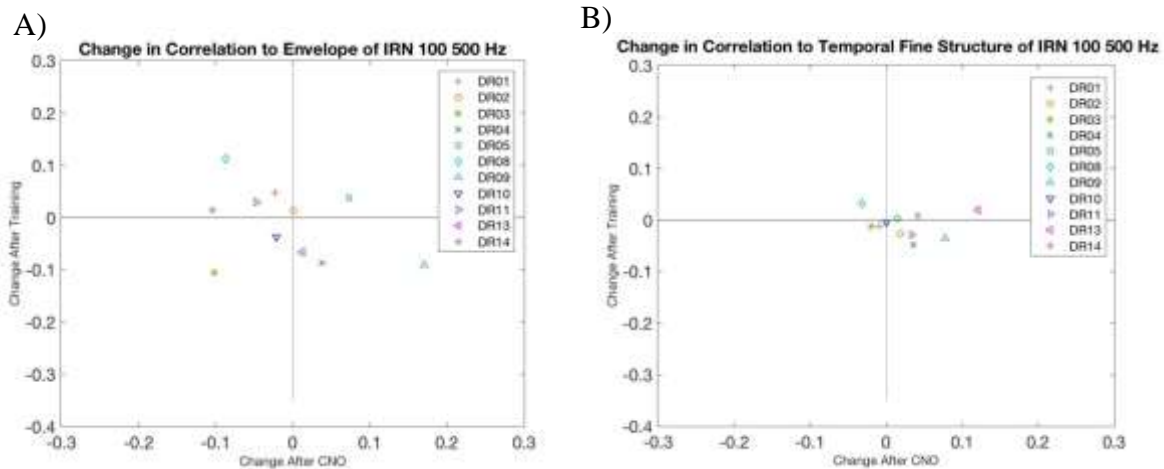 A)
Change in Correlation to Envelope of IRN 100 500 Hz
0.3
0.2
0.1
0
-0.1
-0.2
-0.3
-0.4
Change After Training
-0.3 -0.2 -0.1 0 0.1 0.2 0.3
Change After CNO
DR01
DR02
DR03
DR04
DR05
DR08
DR09
DR10
DR11
DR13
DR14
B)
Change in Correlation to Temporal Fine Structure of IRN 100 500 Hz
0.3
0.2
0.1
0
-0.1
-0.2
-0.3
-0.4
Change After Training
-0.3 -0.2 -0.1 0 0.1 0.2 0.3
Change After CNO
DR01
DR02
DR03
DR04
DR05
DR08
DR09
DR10
DR11
DR13
DR14